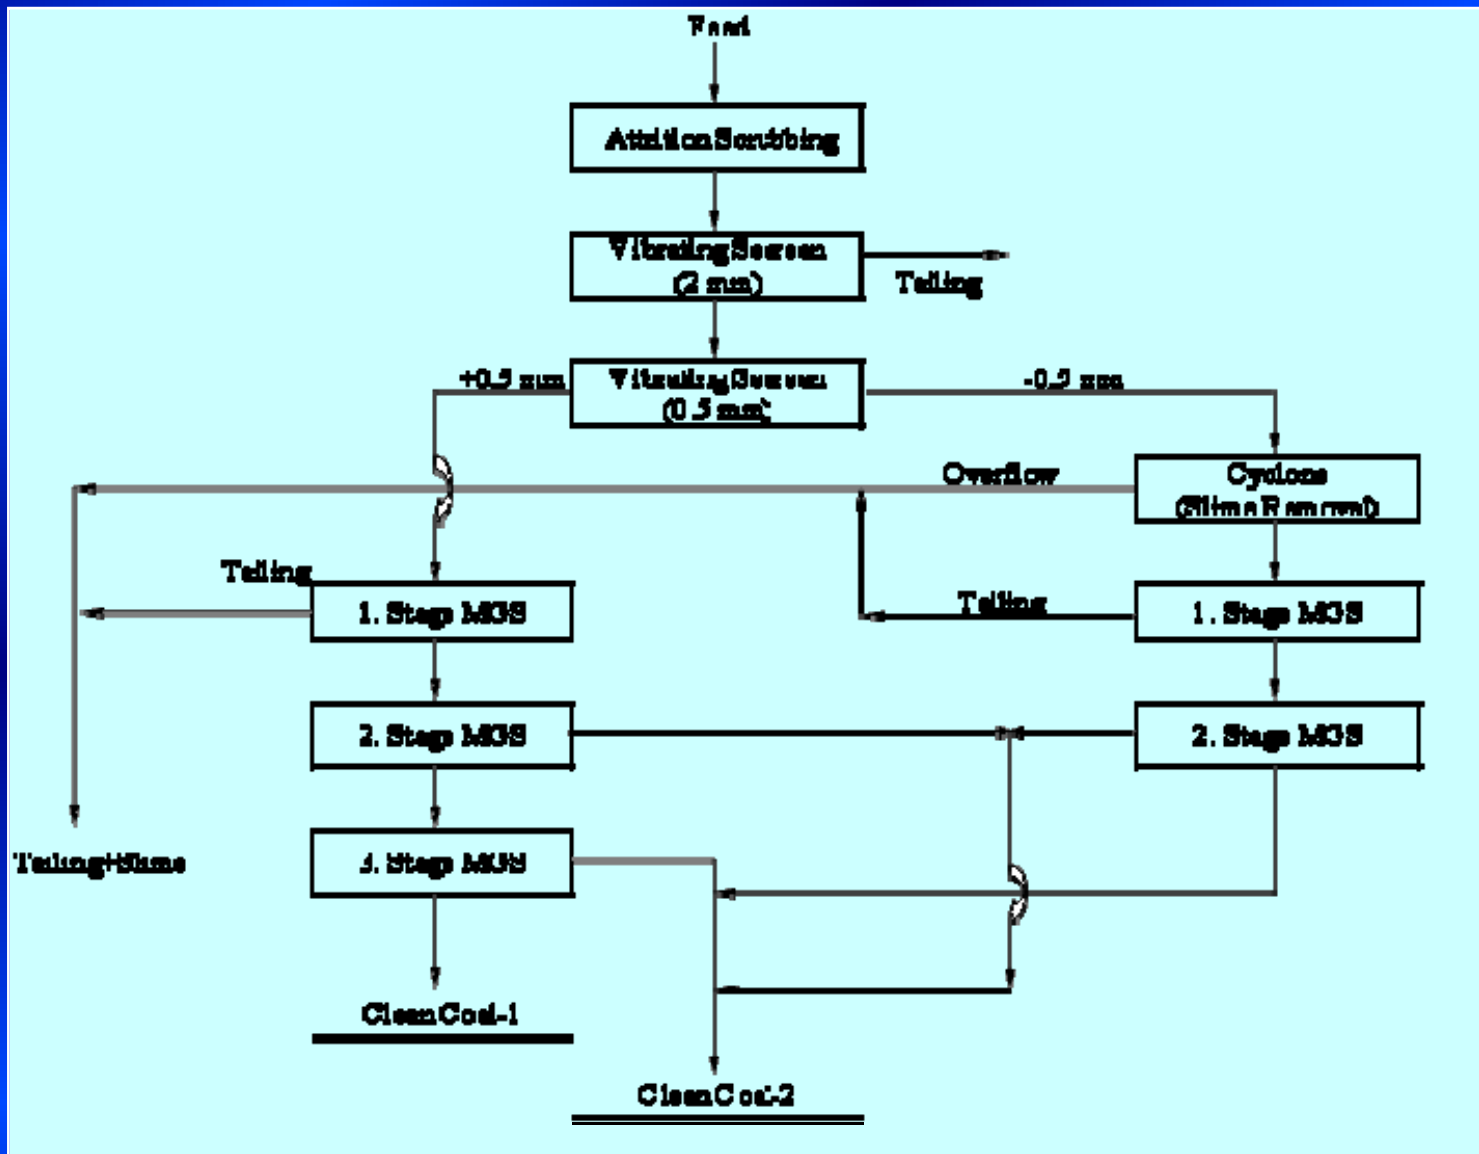 Feed
Attrition Scrubbing
Vibrating Screen
(2 mm)
Tailing
+0.5 mm
Vibrating Screen
(0.5 mm)
-0.5 mm
Overflow
Cyclone
(Slime Removal)
Tailing
1. Stage MGS
Tailing
1. Stage MGS
2. Stage MGS
2. Stage MGS
Tailing+Slime
3. Stage MGS
Clean Coal-1
Clean Coal-2